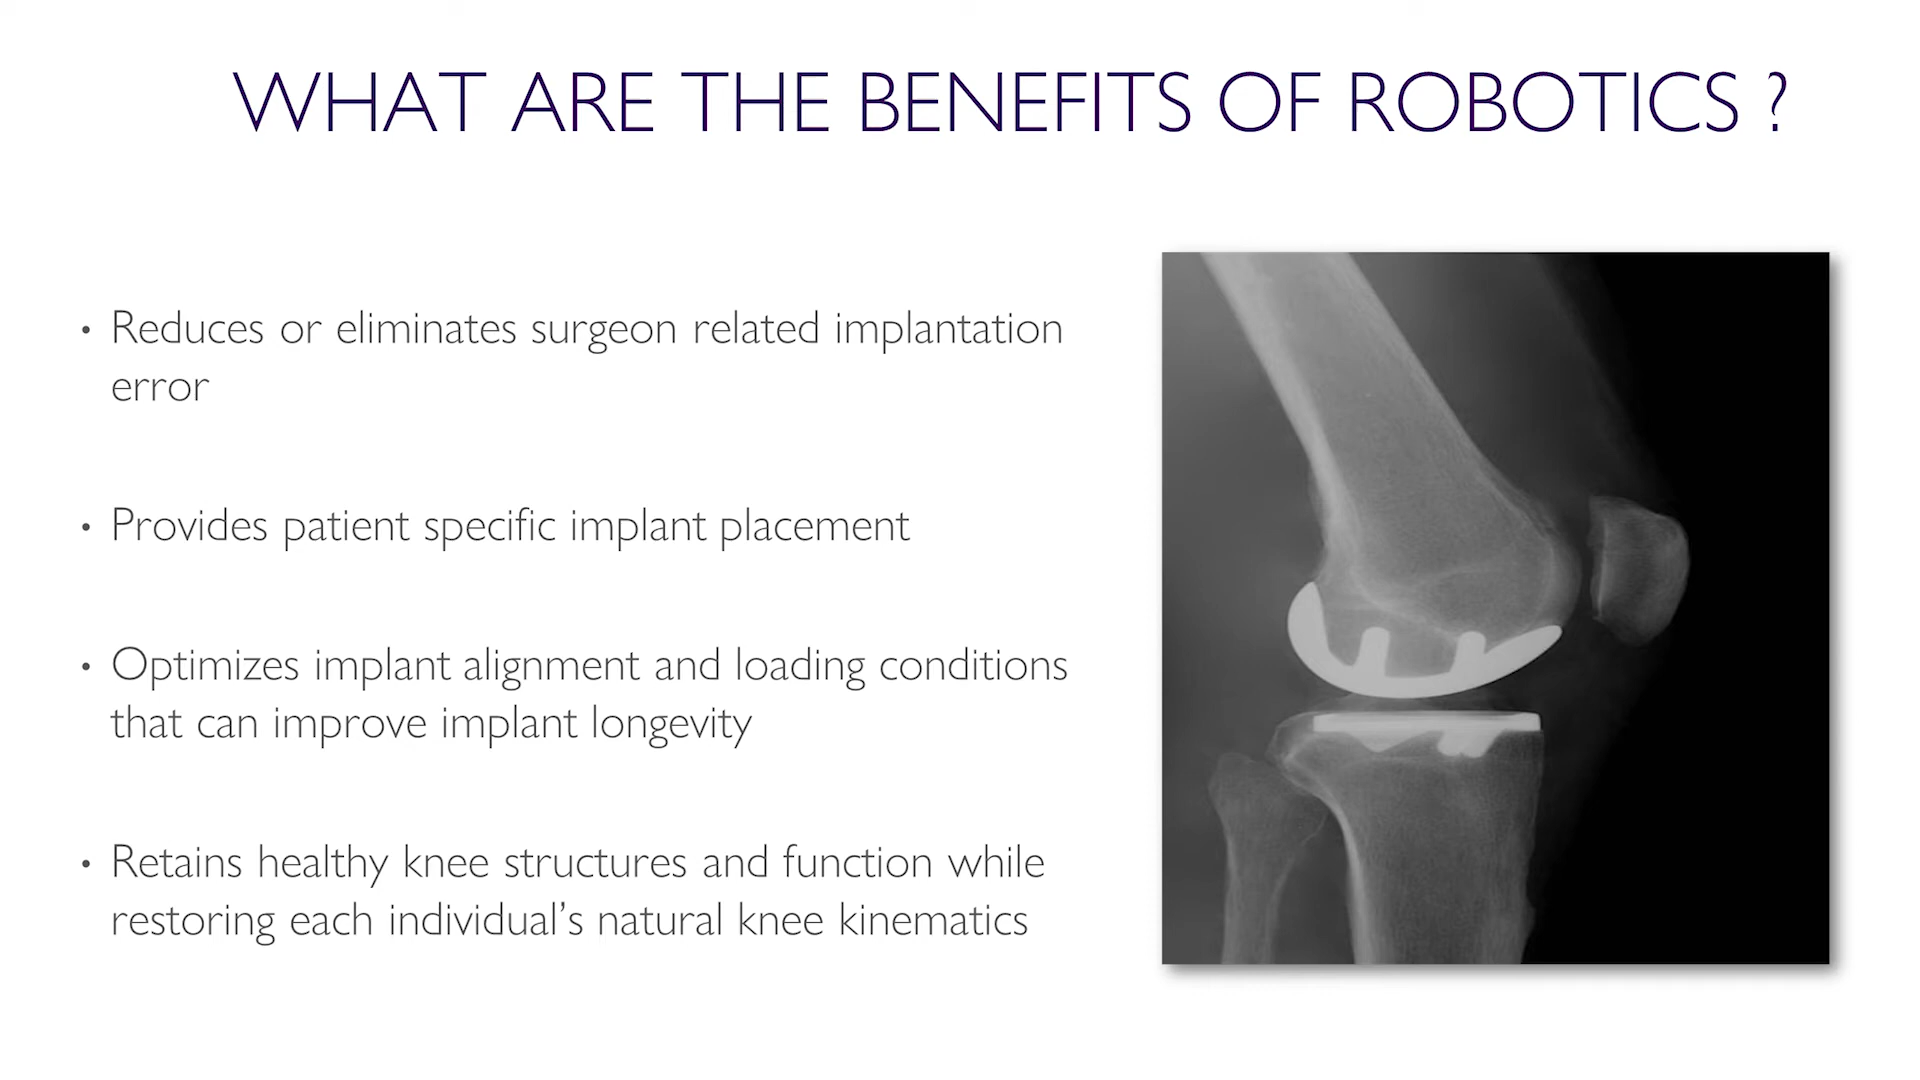 WHAT ARE THE BENEFITS OF ROBOTICS ?
• Reduces or eliminates surgeon related implantation
error
• Provides patient specific implant placement
• Optimizes implant alignment and loading conditions
that can improve implant longevity
• Retains healthy knee structures and function while
restoring each individual’s natural knee kinematics